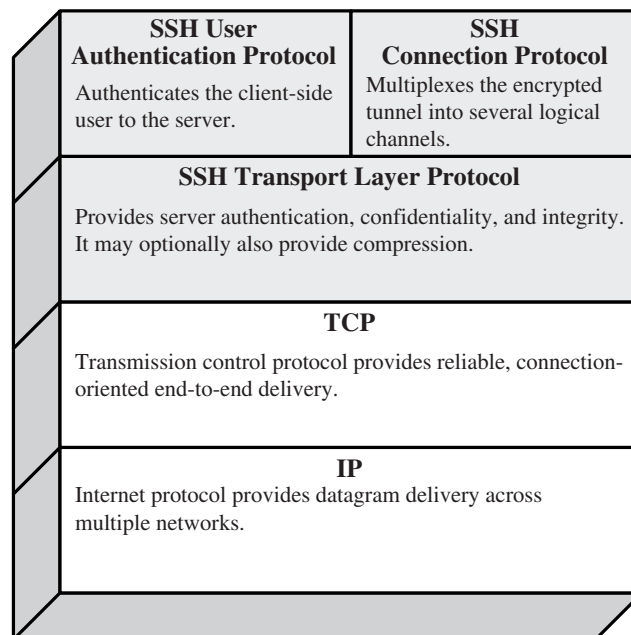 SSH User
Authentication Protocol
Authenticates the client-side
user to the server.
SSH
Connection Protocol
Multiplexes the encrypted
tunnel into several logical
channels.
SSH Transport Layer Protocol
Provides server authentication, confidentiality, and integrity.
It may optionally also provide compression.
TCP
Transmission control protocol provides reliable, connection-
oriented end-to-end delivery.
IP
Internet protocol provides datagram delivery across
multiple networks.